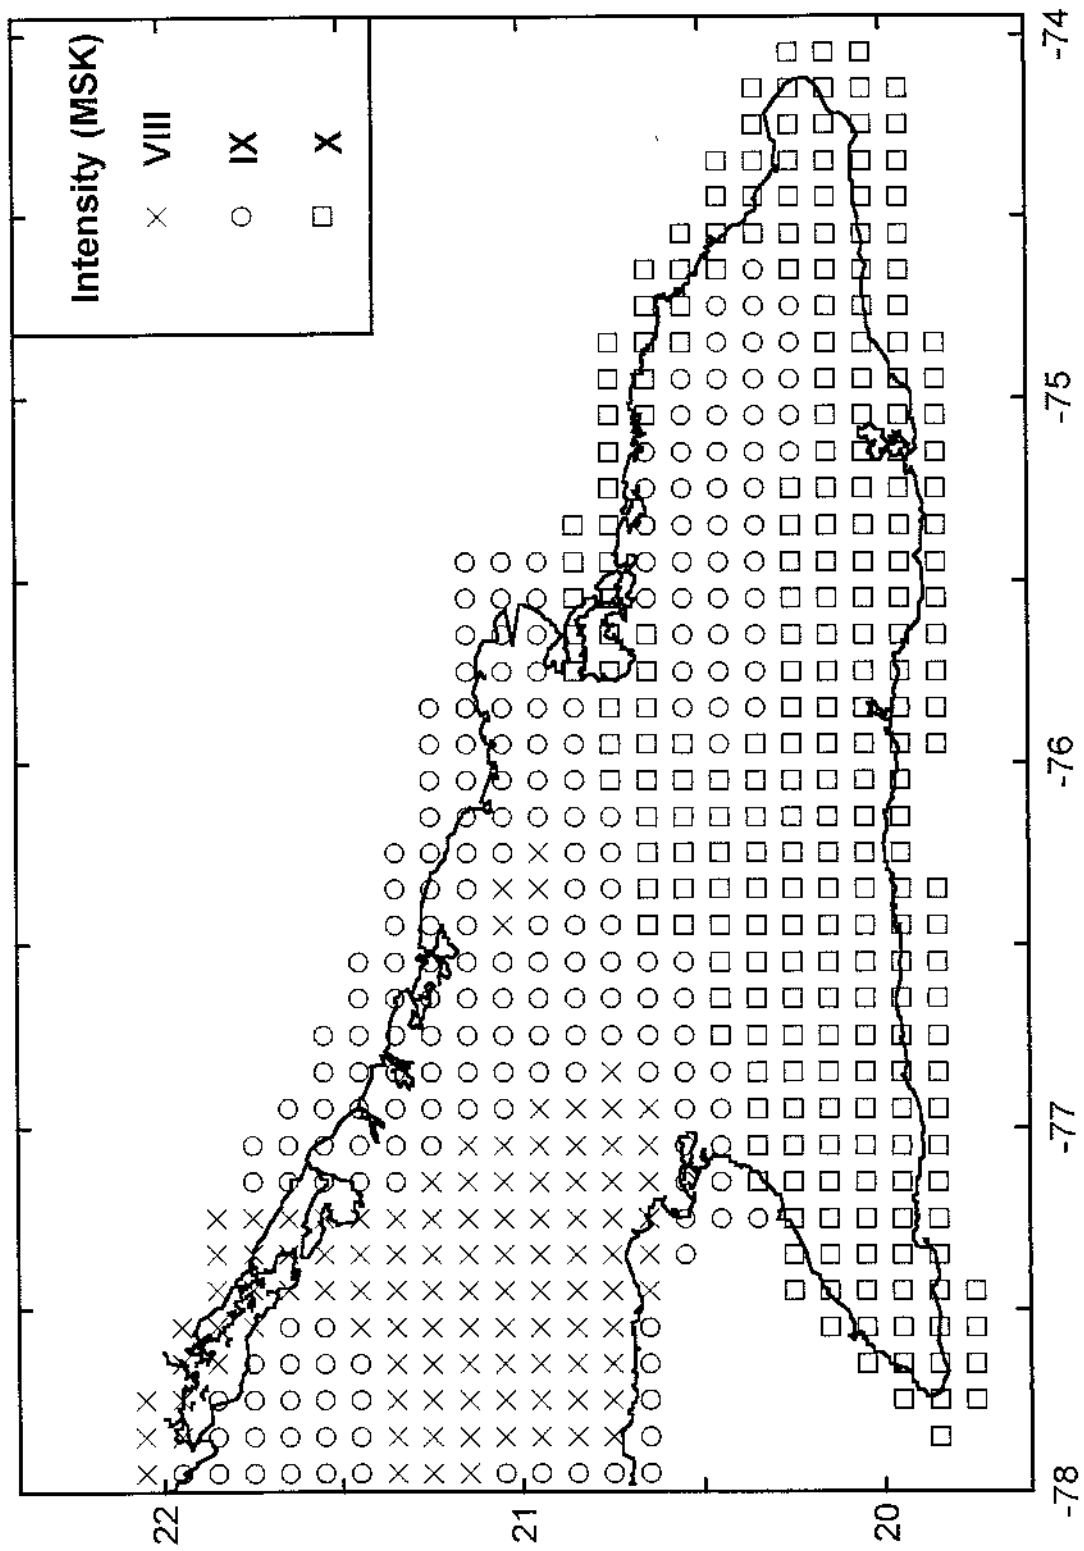 Intensity (MSK)
× VIII
○ IX
□ X
22
21
20
-78
-77
-76
-75
-74